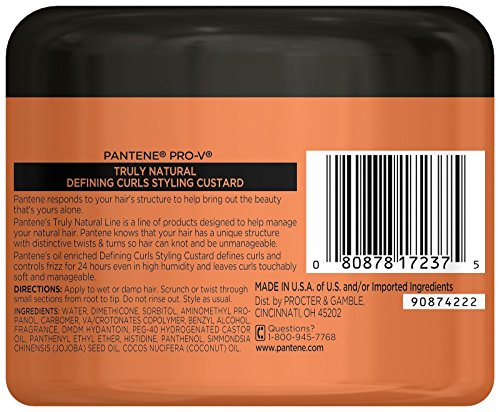 PANTENE® PRO-V®
TRULY NATURAL
DEFINING CURLS STYLING CUSTARD
Pantene responds to your hair's structure to help bring out the beauty
that's yours alone.
Pantene's Truly Natural Line is a line of products designed to help manage
your natural hair. Pantene knows that your hair has a unique structure
with distinctive twists & turns so hair can knot and be unmanageable.
Pantene's oil enriched Defining Curls Styling Custard defines curls and
controls frizz for 24 hours even in high humidity and leaves curls touchably
soft and manageable.
DIRECTIONS: Apply to wet or damp hair. Scrunch or twist through
small sections from root to tip. Do not rinse out. Style as usual.
INGREDIENTS: WATER, DIMETHICONE, SORBITOL, AMINOMETHYL PRO-
PANOL, CARBOMER, VA/CROTONATES COPOLYMER, BENZYL ALCOHOL,
FRAGRANCE, DMDM HYDANTOIN, PEG-40 HYDROGENATED CASTOR
OIL, PANTHENYL ETHYL ETHER, HISTIDINE, PANTHENOL, SIMMONDSIA
CHINENSIS (JOJOBA) SEED OIL, COCOS NUCIFERA (COCONUT) OIL.
0 80878 17237 5
MADE IN U.S.A. of U.S. and/or Imported Ingredients
Dist. by PROCTER & GAMBLE,
CINCINNATI, OH 45202
90874222
Questions?
1-800-945-7768
www.pantene.com